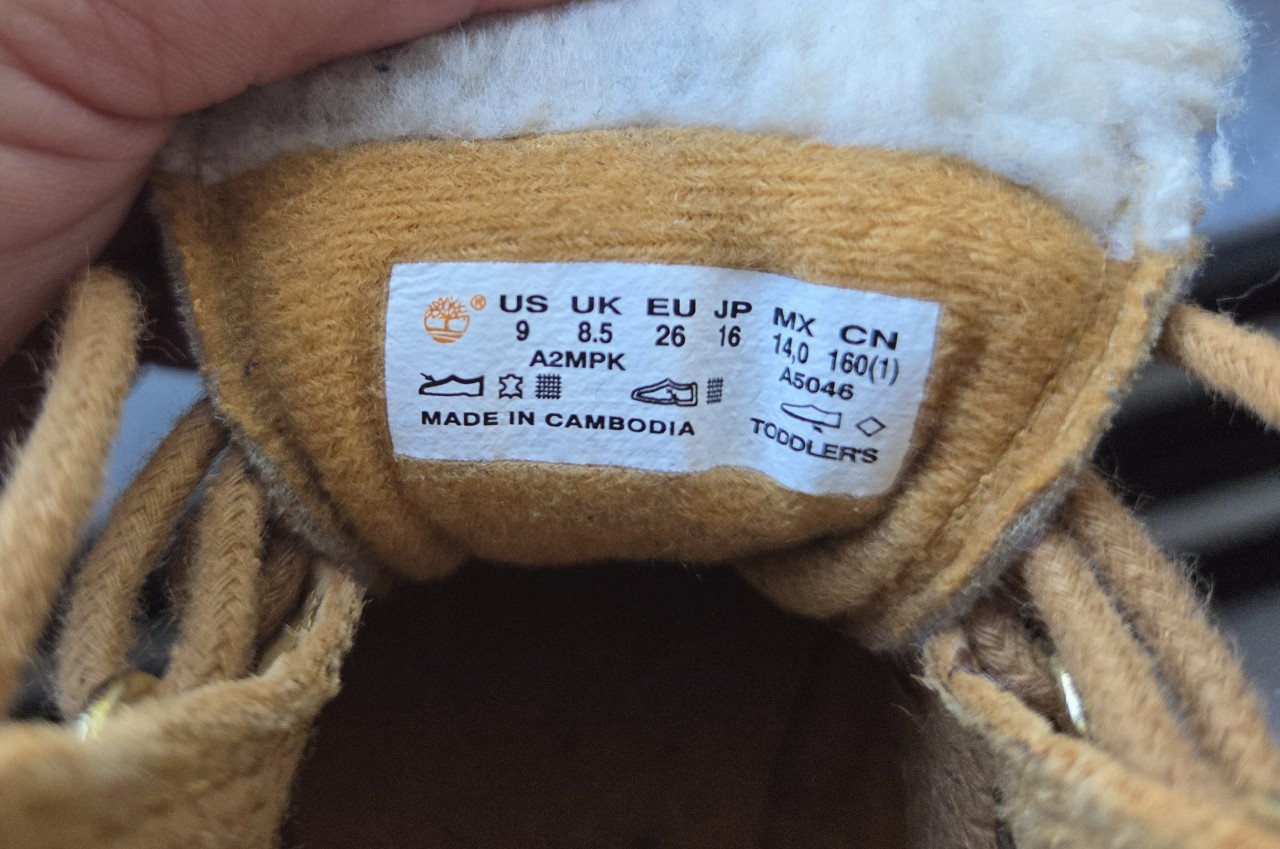 ® US UK EU JP MX CN
9 8.5 26 16 14,0 160(1)
A2MPK A5046
MADE IN CAMBODIA TODDLER'S